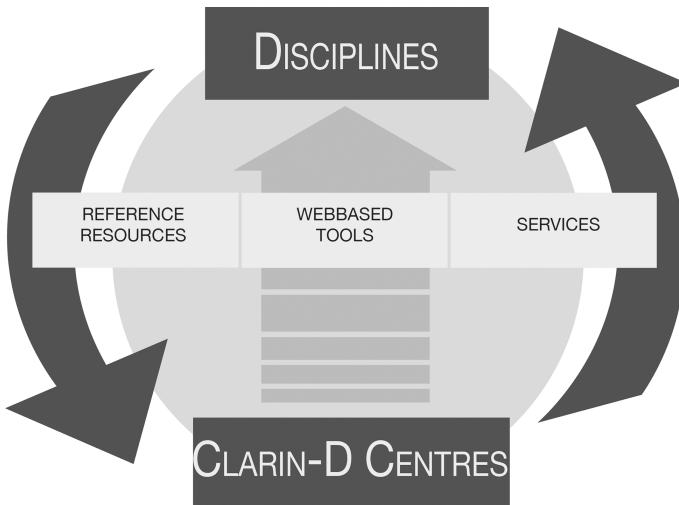 DISCIPLINES
REFERENCE
RESOURCES
WEBBASED
TOOLS
SERVICES
CLARIN-D CENTRES